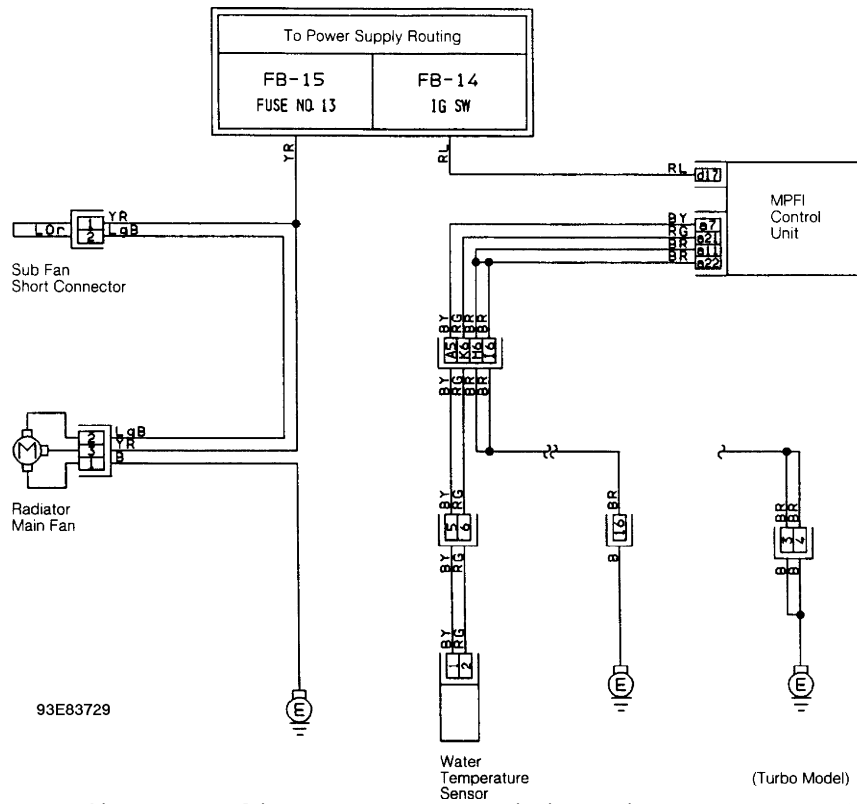 To Power Supply Routing
FB-15
FUSE NO. 13
FB-14
IG SW
YR
RL
RL
d17
MPFI
Control
Unit
BY
a7
RG
a21
BR
a11
BR
a22
LOr
1
YR
2
LgB
Sub Fan
Short Connector
BY
RG
BR
BR
A5
K6
H6
I6
BY
RG
BR
BR
M
2
LgB
3
YR
1
B
Radiator
Main Fan
BY
RG
5
6
BY
RG
BR
16
B
BR
BR
3
4
B
B
BY
RG
1
2
E
E
E
93E83729
Water
Temperature
Sensor
(Turbo Model)